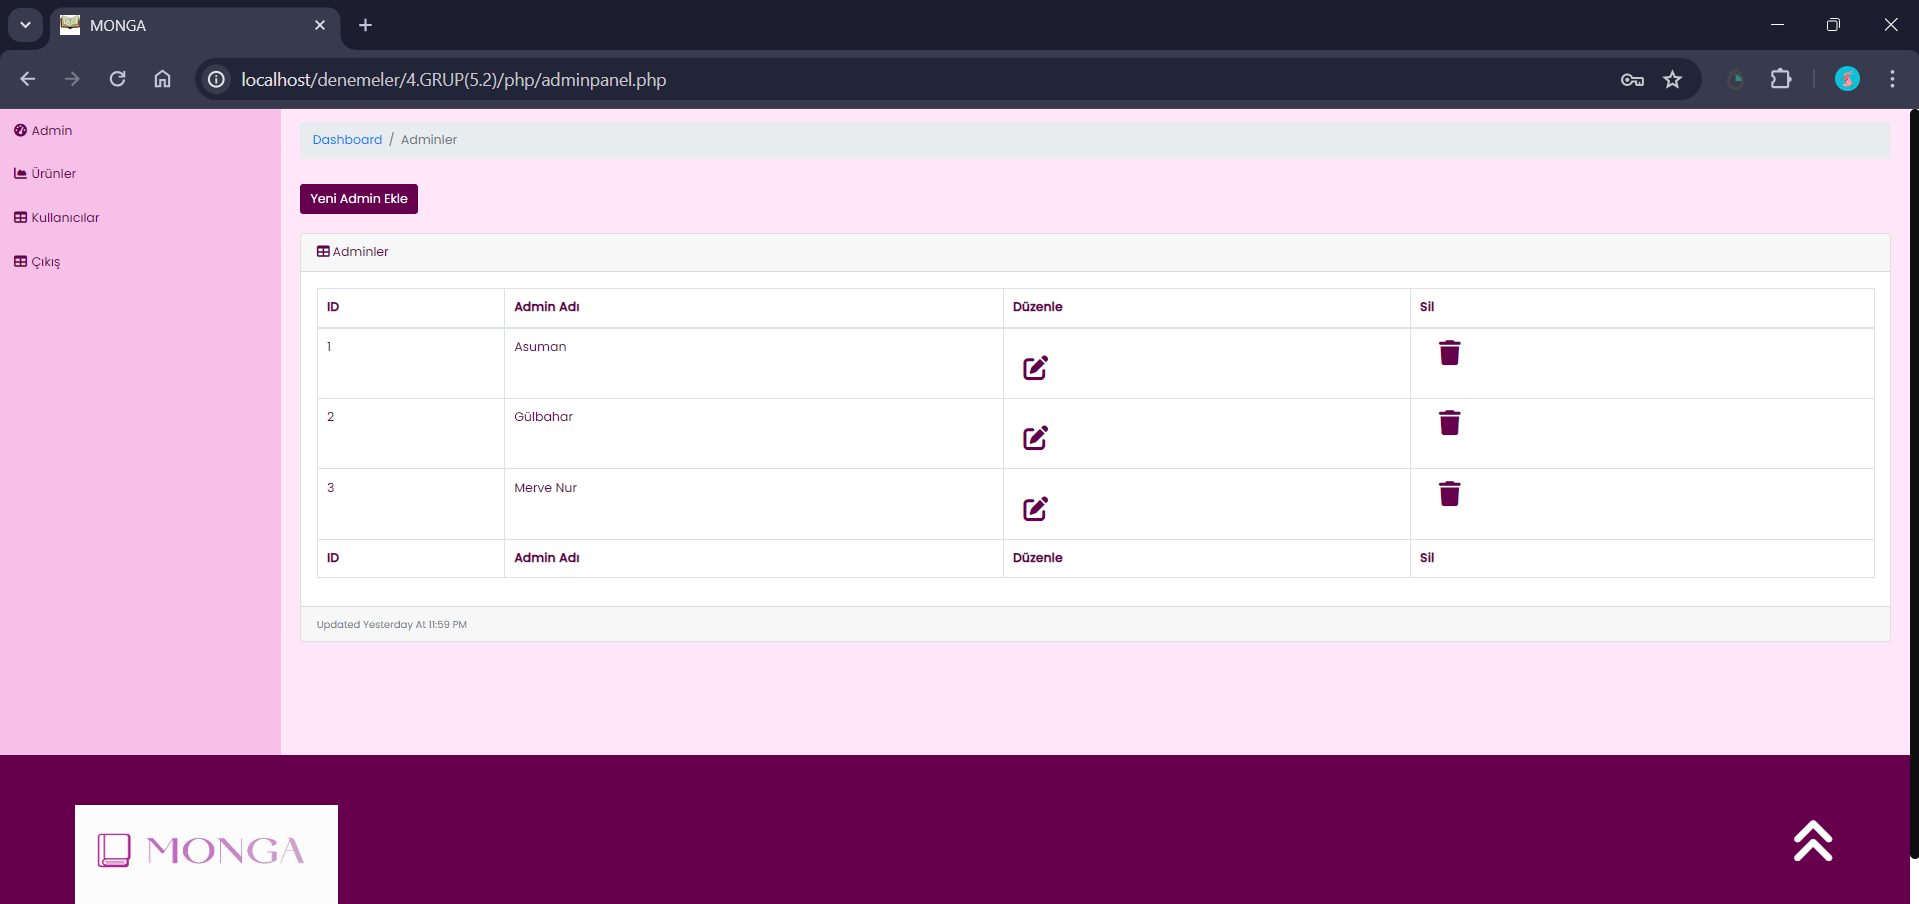 MONGA
localhost/denemeler/4.GRUP(5.2)/php/adminpanel.php
Admin
Ürünler
Kullanıcılar
Çıkış
Dashboard / Adminler
Yeni Admin Ekle
Adminler
ID Admin Adı Düzenle Sil
1 Asuman
2 Gülbahar
3 Merve Nur
ID Admin Adı Düzenle Sil
Updated Yesterday At 11:59 PM
MONGA